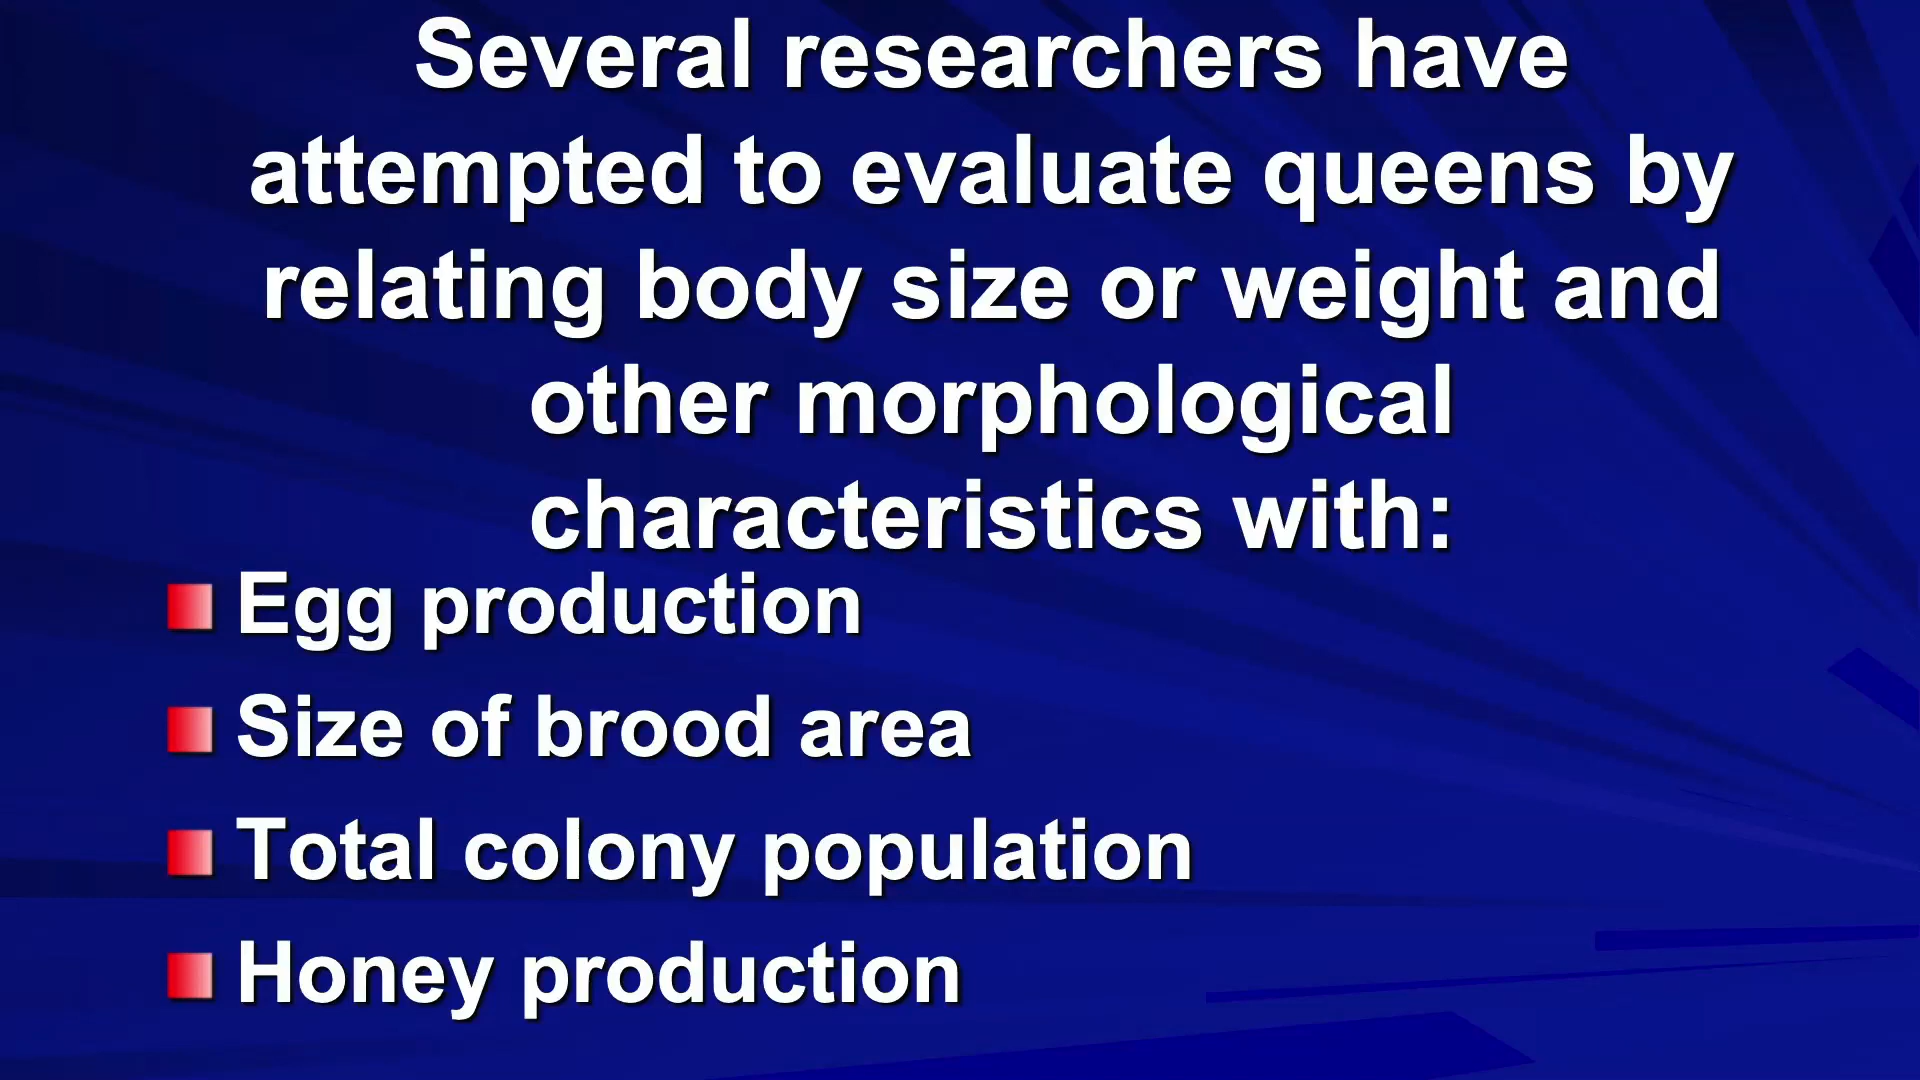 Several researchers have
attempted to evaluate queens by
relating body size or weight and
other morphological
characteristics with:
Egg production
Size of brood area
Total colony population
Honey production